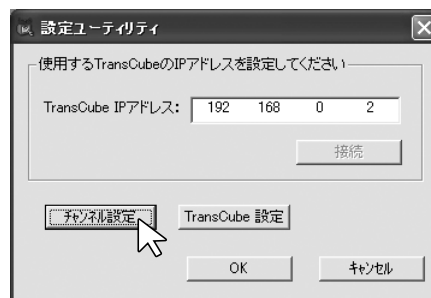 設定ユーティリティ
使用するTransCubeのIPアドレスを設定してください
TransCube IPアドレス: 192 168 0 2
接続
チャンネル設定 TransCube 設定
OK キャンセル